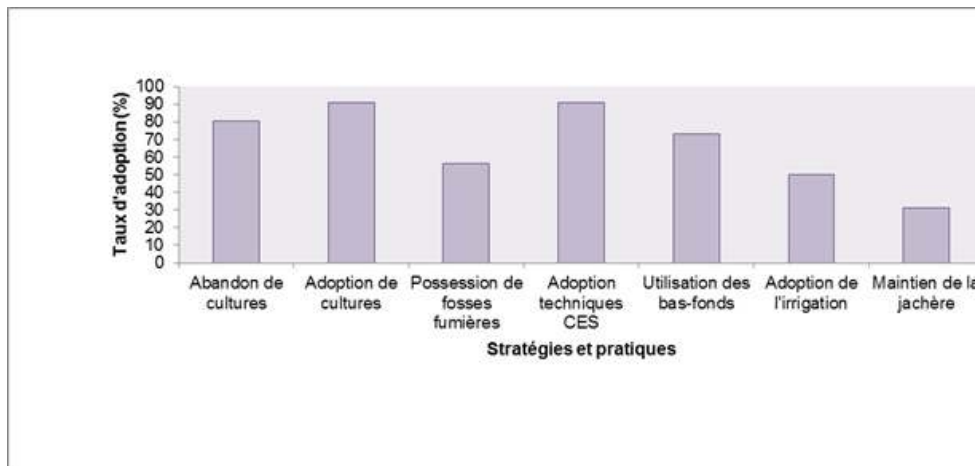 Taux d'adoption (%)
100
90
80
70
60
50
40
30
20
10
0
Abandon de
cultures
Adoption de
cultures
Possession de
fosses
fumières
Adoption
techniques
CES
Utilisation des
bas-fonds
Adoption de
l'irrigation
Maintien de la
jachère
Stratégies et pratiques